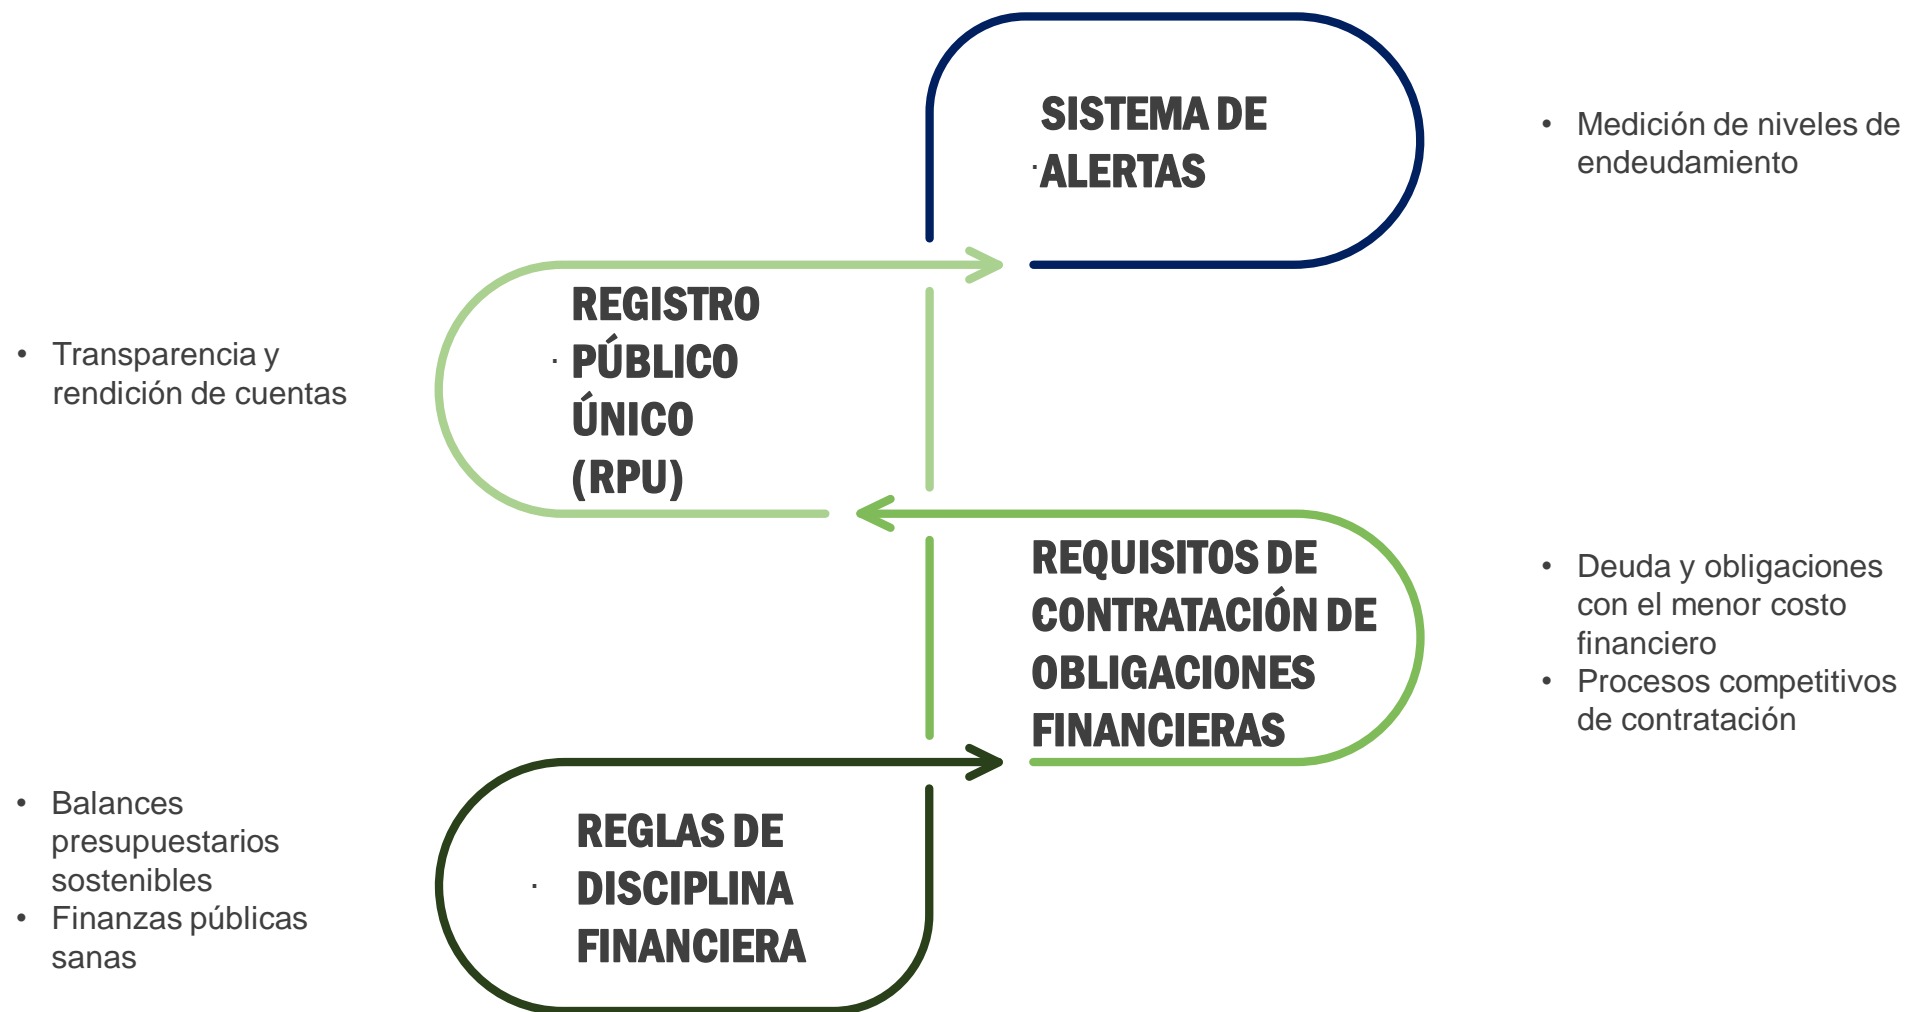 SISTEMA DE
ALERTAS
• Medición de niveles de
endeudamiento
REGISTRO
PÚBLICO
ÚNICO
(RPU)
• Transparencia y
rendición de cuentas
REQUISITOS DE
CONTRATACIÓN DE
OBLIGACIONES
FINANCIERAS
• Deuda y obligaciones
con el menor costo
financiero
• Procesos competitivos
de contratación
REGLAS DE
DISCIPLINA
FINANCIERA
• Balances
presupuestarios
sostenibles
• Finanzas públicas
sanas